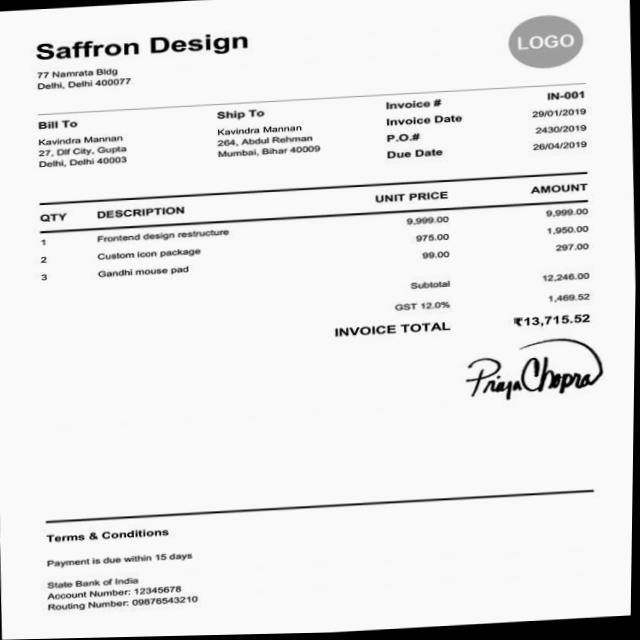 Saffron Design
LOGO
77 Namrata Bldg
Delhi, Delhi 400077
Bill To
Kavindra Mannan
27, Dlf City, Gupta
Delhi, Delhi 40003
Ship To
Kavindra Mannan
264, Abdul Rehman
Mumbai, Bihar 40009
Invoice # IN-001
Invoice Date 29/01/2019
P.O.# 2430/2019
Due Date 26/04/2019
QTY DESCRIPTION UNIT PRICE AMOUNT
1 Frontend design restructure 9,999.00 9,999.00
2 Custom icon package 975.00 1,950.00
3 Gandhi mouse pad 99.00 297.00
Subtotal 12,246.00
GST 12.0% 1,469.52
INVOICE TOTAL ₹13,715.52
Priya Chopra
Terms & Conditions
Payment is due within 15 days
State Bank of India
Account Number: 12345678
Routing Number: 09876543210